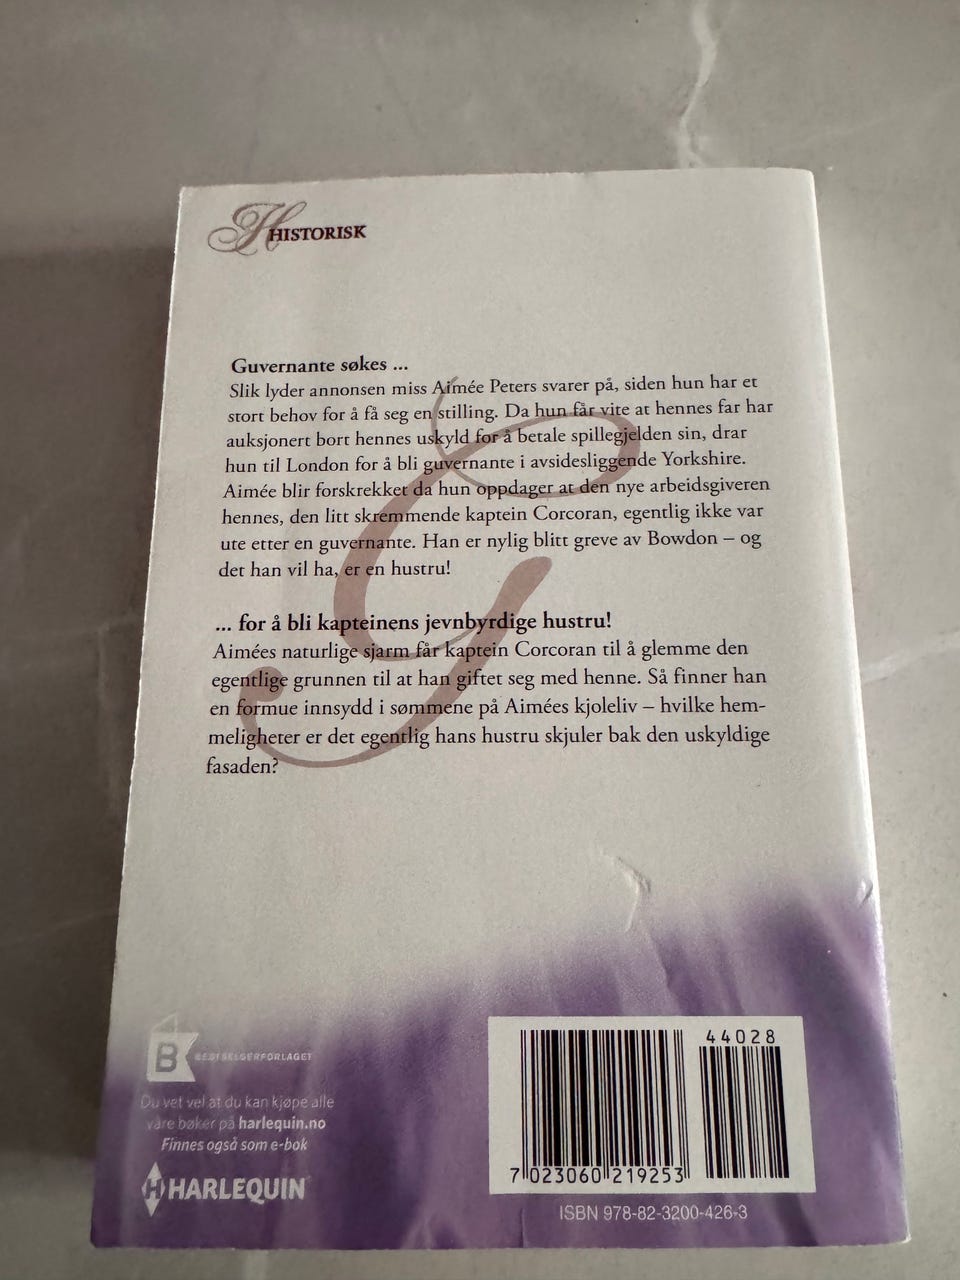 HISTORISK
Guvernante søkes ...
Slik lyder annonsen miss Aimée Peters svarer på, siden hun har et
stort behov for å få seg en stilling. Da hun får vite at hennes far har
auksjonert bort hennes uskyld for å betale spillegjelden sin, drar
hun til London for å bli guvernante i avsidesliggende Yorkshire.
Aimée blir forskrekket da hun oppdager at den nye arbeidsgiveren
hennes, den litt skremmende kaptein Corcoran, egentlig ikke var
ute etter en guvernante. Han er nylig blitt greve av Bowdon – og
det han vil ha, er en hustru!
... for å bli kapteinens jevnbyrdige hustru!
Aimées naturlige sjarm får kaptein Corcoran til å glemme den
egentlige grunnen til at han giftet seg med henne. Så finner han
en formue innsydd i sømmene på Aimées kjoleliv – hvilke hem-
meligheter er det egentlig hans hustru skjuler bak den uskyldige
fasaden?
B BESTSELGERFORLAGET
Du vet vel at du kan kjøpe alle
våre bøker på harlequin.no
Finnes også som e-bok
H HARLEQUIN
44028
7 023060 219253
ISBN 978-82-3200-426-3